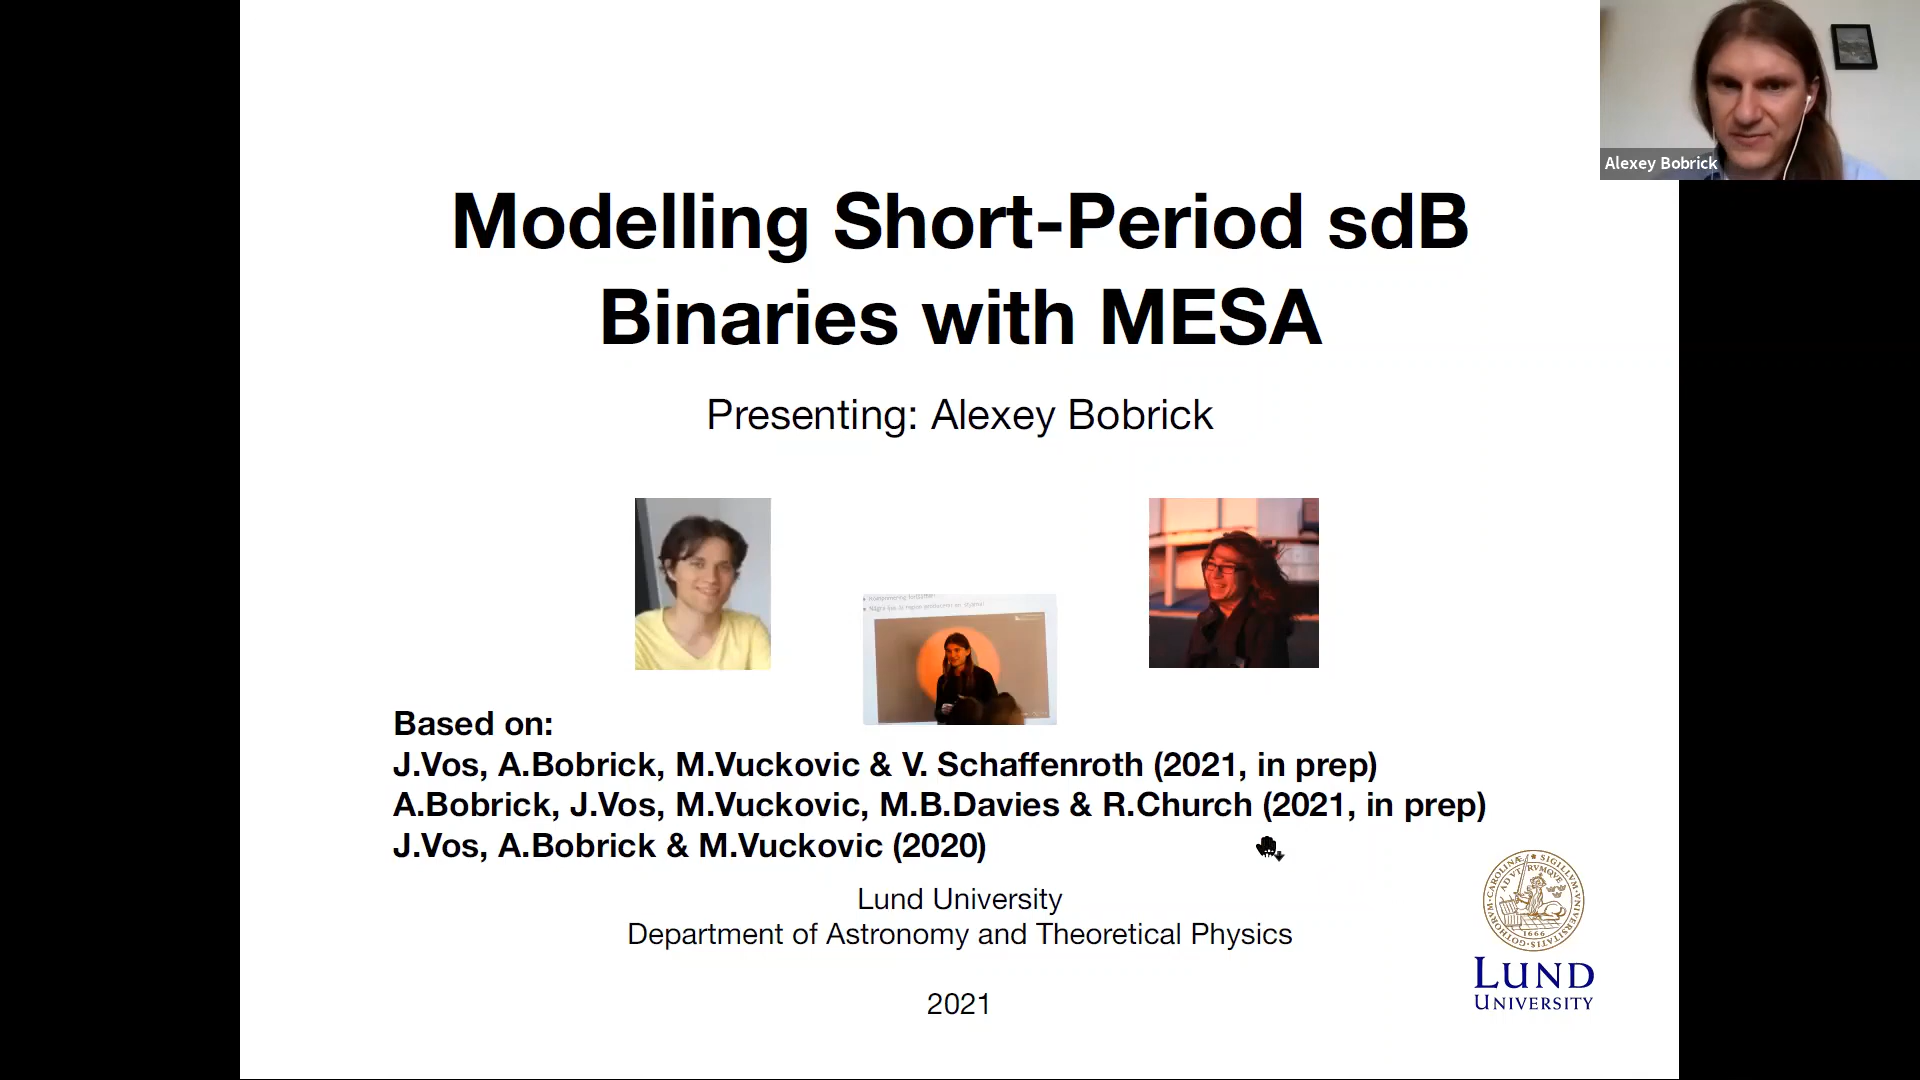 Alexey Bobrick
Modelling Short-Period sdB
Binaries with MESA
Presenting: Alexey Bobrick
Based on:
J.Vos, A.Bobrick, M.Vuckovic & V. Schaffenroth (2021, in prep)
A.Bobrick, J.Vos, M.Vuckovic, M.B.Davies & R.Church (2021, in prep)
J.Vos, A.Bobrick & M.Vuckovic (2020)
Lund University
Department of Astronomy and Theoretical Physics
2021
1666
LUND
UNIVERSITY